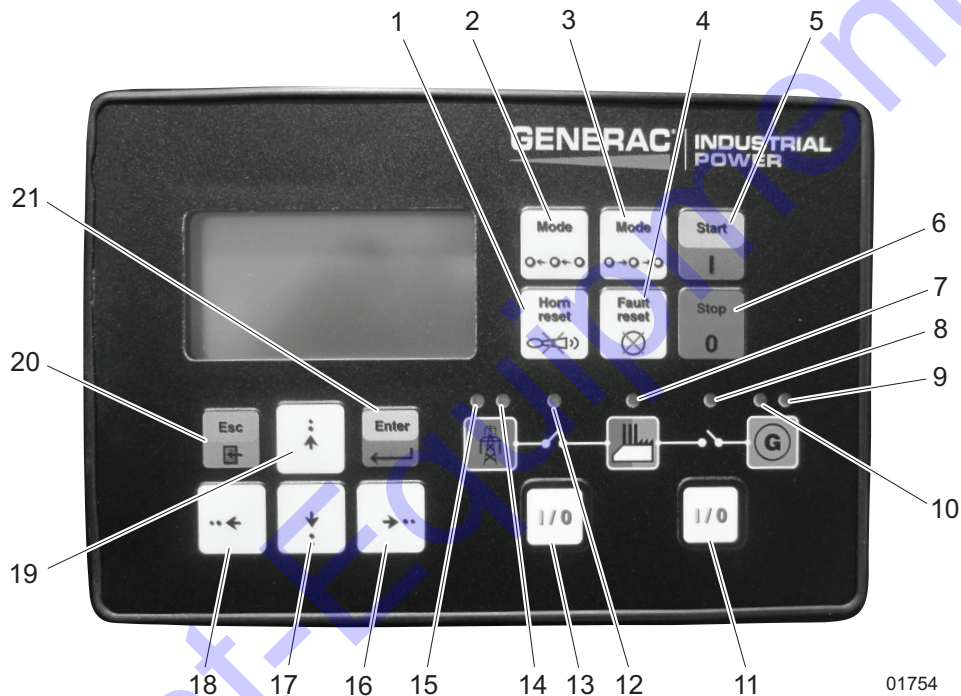 1 2 3 4 5
GENERAC INDUSTRIAL
POWER
21
Mode Mode Start
I
6
Horn
reset
Fault
reset
Stop
0
7
8
9
20
Esc
Enter
G
10
I / 0
I / 0
19
18 17 16 15 14 13 12 11
01754
et-Equipment